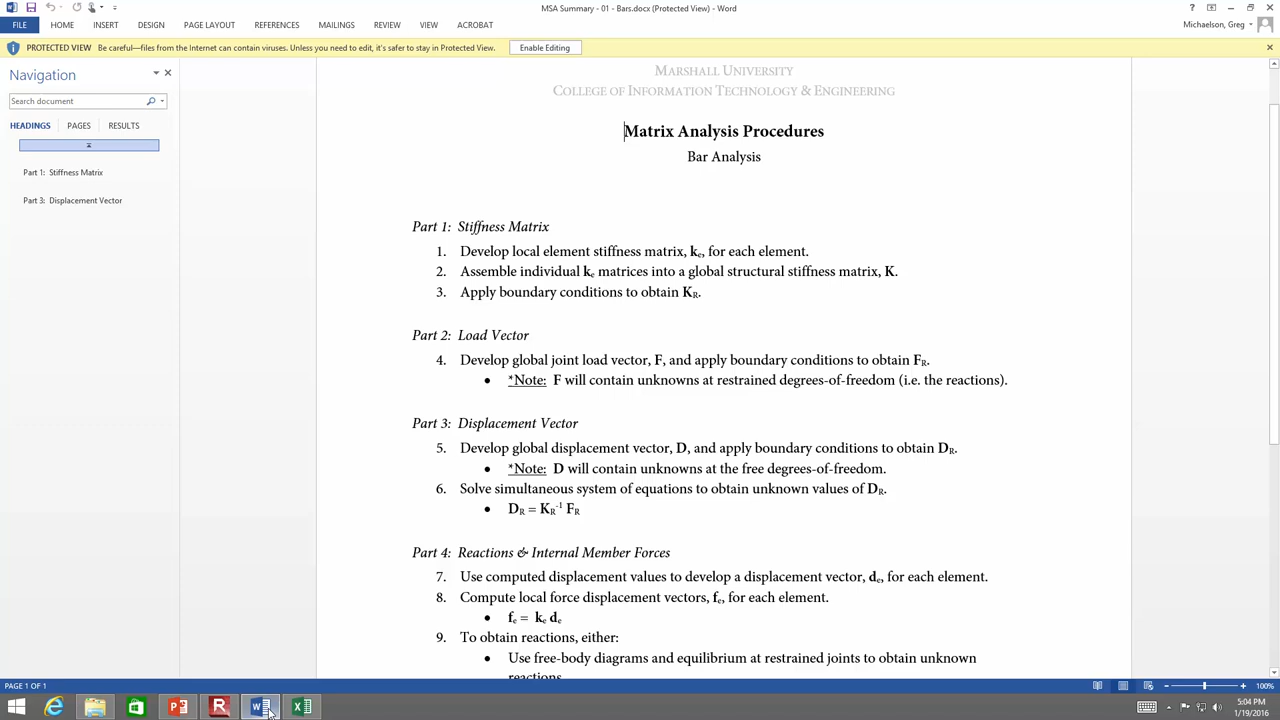 MSA Summary - 01 - Bars.docx (Protected View) - Word
FILE HOME INSERT DESIGN PAGE LAYOUT REFERENCES MAILINGS REVIEW VIEW ACROBAT
Michaelson, Greg
PROTECTED VIEW Be careful—files from the Internet can contain viruses. Unless you need to edit, it's safer to stay in Protected View. Enable Editing
Navigation
Search document
HEADINGS PAGES RESULTS
Part 1: Stiffness Matrix
Part 3: Displacement Vector
MARSHALL UNIVERSITY
COLLEGE OF INFORMATION TECHNOLOGY & ENGINEERING
Matrix Analysis Procedures
Bar Analysis
Part 1: Stiffness Matrix
1. Develop local element stiffness matrix, ke, for each element.
2. Assemble individual ke matrices into a global structural stiffness matrix, K.
3. Apply boundary conditions to obtain KR.
Part 2: Load Vector
4. Develop global joint load vector, F, and apply boundary conditions to obtain FR.
• *Note: F will contain unknowns at restrained degrees-of-freedom (i.e. the reactions).
Part 3: Displacement Vector
5. Develop global displacement vector, D, and apply boundary conditions to obtain DR.
• *Note: D will contain unknowns at the free degrees-of-freedom.
6. Solve simultaneous system of equations to obtain unknown values of DR.
• DR = KR-1 FR
Part 4: Reactions & Internal Member Forces
7. Use computed displacement values to develop a displacement vector, de, for each element.
8. Compute local force displacement vectors, fe, for each element.
• fe = ke de
9. To obtain reactions, either:
• Use free-body diagrams and equilibrium at restrained joints to obtain unknown
reactions.
PAGE 1 OF 1
100%
5:04 PM
1/19/2016